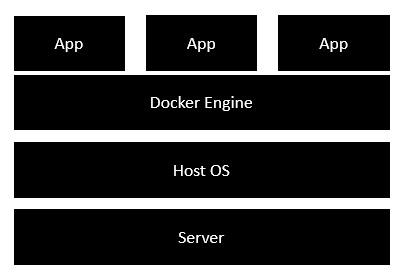 App App App
Docker Engine
Host OS
Server